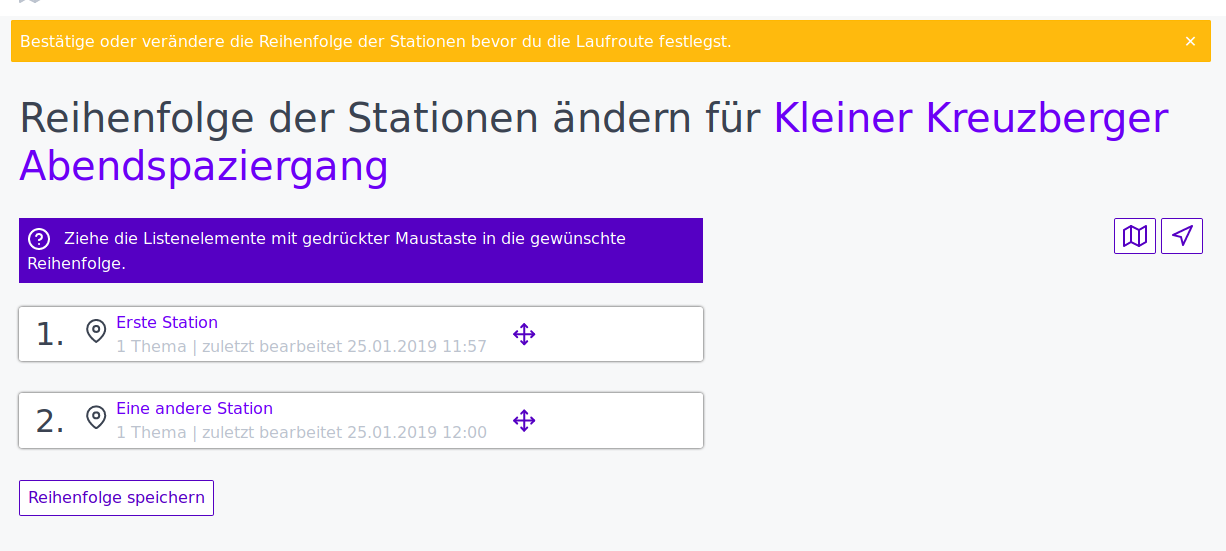 Bestätige oder verändere die Reihenfolge der Stationen bevor du die Laufroute festlegst. ×
Reihenfolge der Stationen ändern für Kleiner Kreuzberger
Abendspaziergang
Ziehe die Listenelemente mit gedrückter Maustaste in die gewünschte
Reihenfolge.
1. Erste Station
1 Thema | zuletzt bearbeitet 25.01.2019 11:57
2. Eine andere Station
1 Thema | zuletzt bearbeitet 25.01.2019 12:00
Reihenfolge speichern